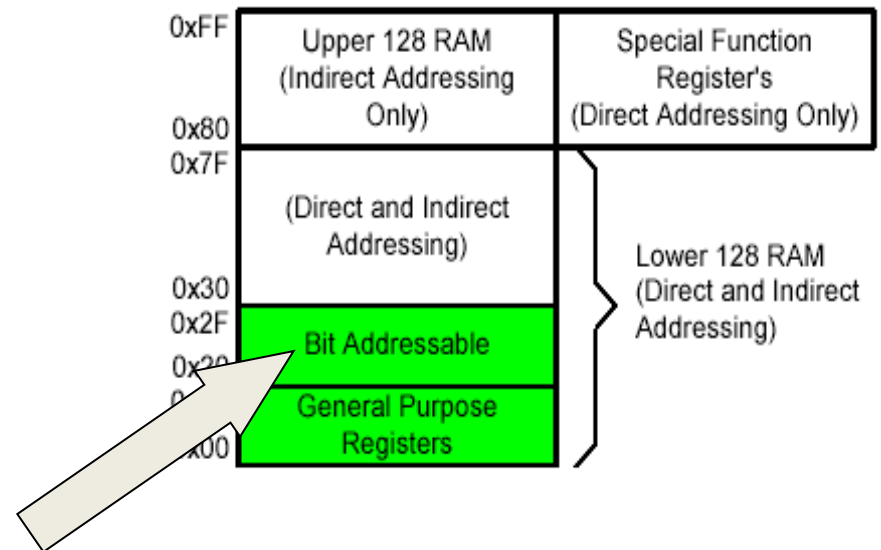 0xFF
Upper 128 RAM
(Indirect Addressing
Only)
Special Function
Register's
(Direct Addressing Only)
0x80
0x7F
(Direct and Indirect
Addressing)
Lower 128 RAM
(Direct and Indirect
Addressing)
0x30
0x2F
Bit Addressable
General Purpose
Registers